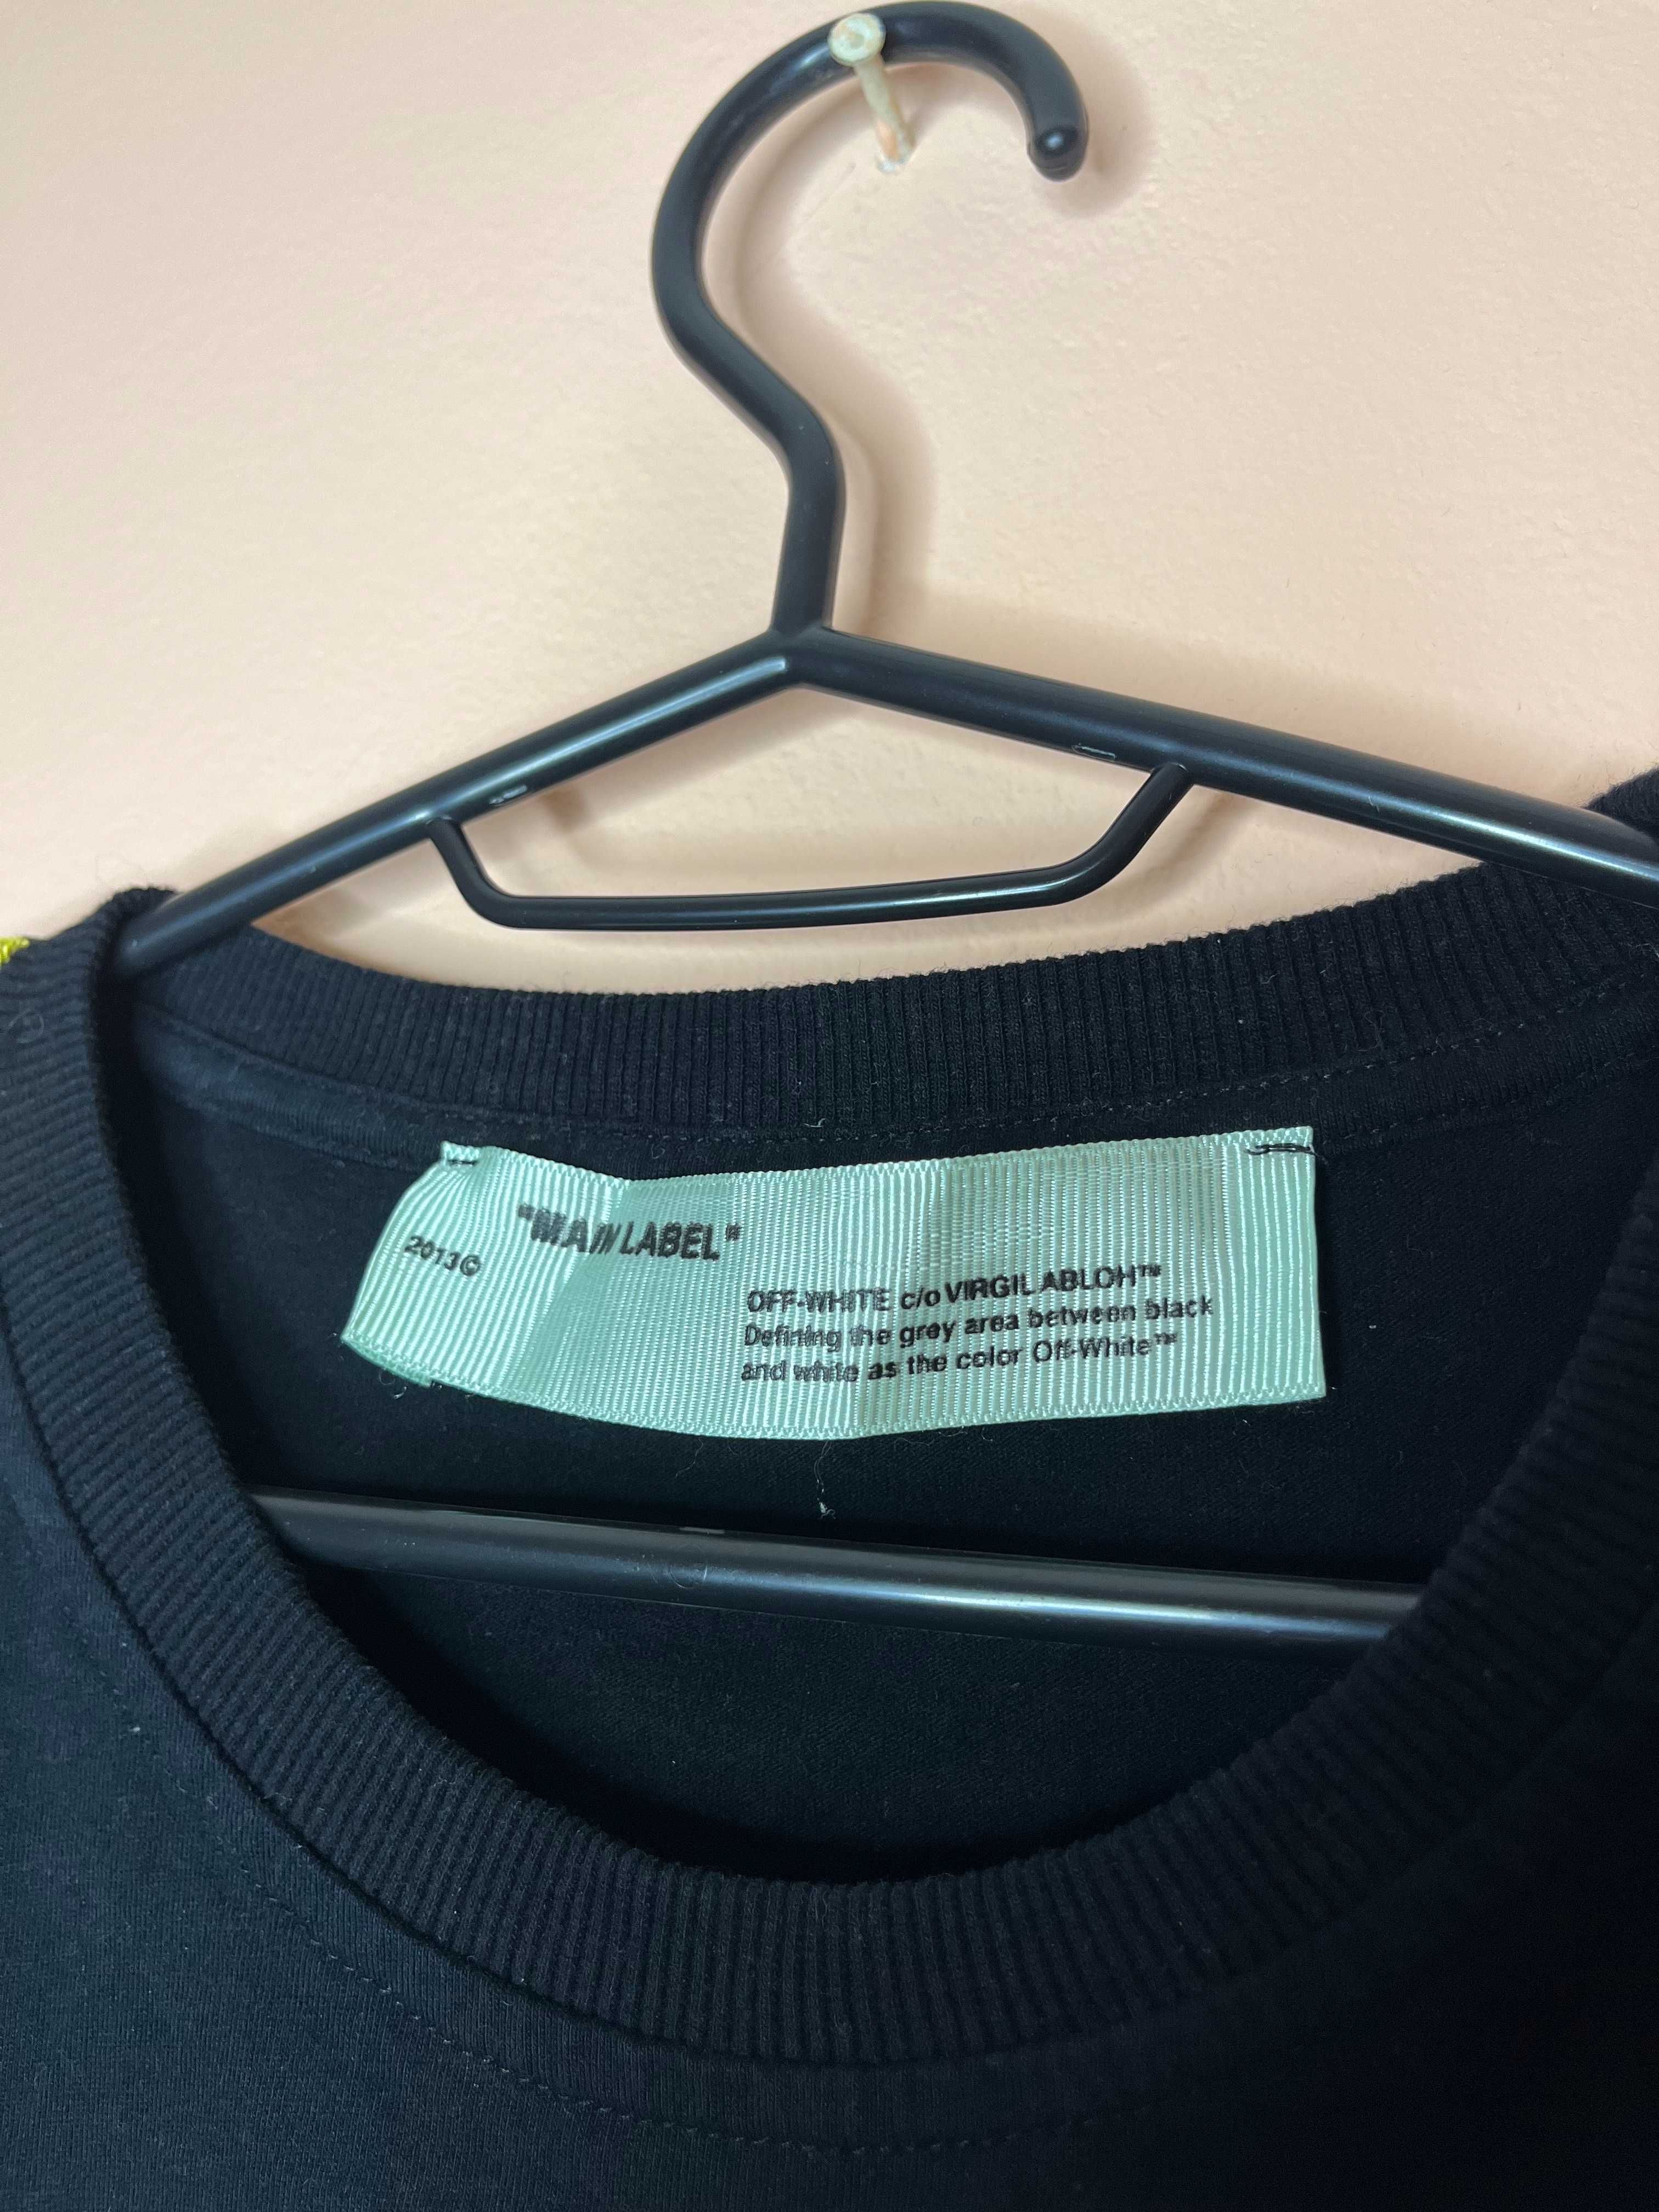 "MAIN LABEL"
2013©
OFF-WHITE c/o VIRGIL ABLOH™
Defining the grey area between black
and white as the color Off-White™